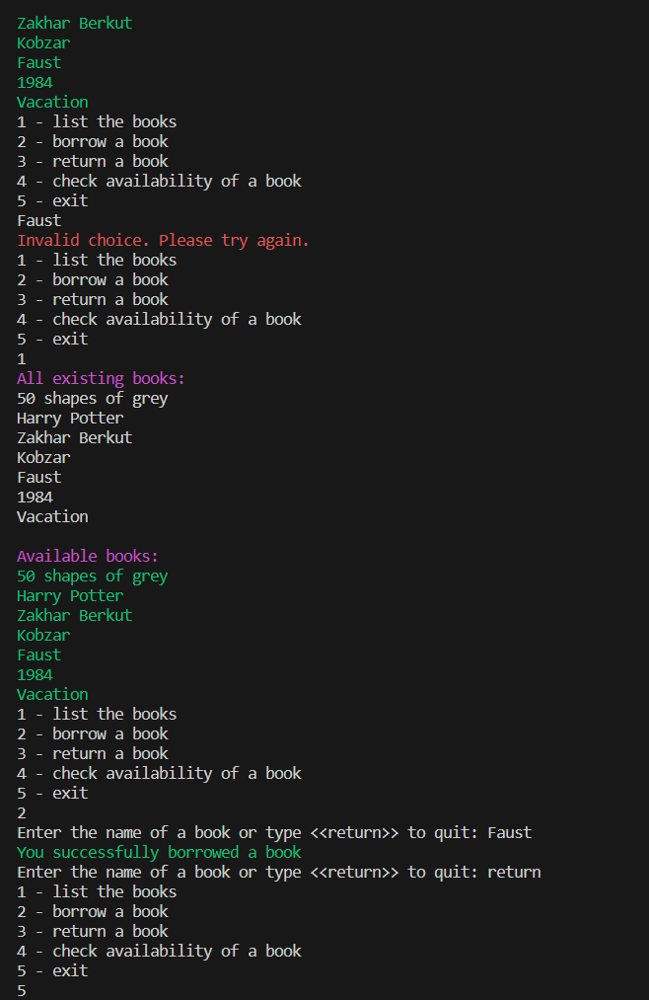 Zakhar Berkut
Kobzar
Faust
1984
Vacation
1 - list the books
2 - borrow a book
3 - return a book
4 - check availability of a book
5 - exit
Faust
Invalid choice. Please try again.
1 - list the books
2 - borrow a book
3 - return a book
4 - check availability of a book
5 - exit
1
All existing books:
50 shapes of grey
Harry Potter
Zakhar Berkut
Kobzar
Faust
1984
Vacation

Available books:
50 shapes of grey
Harry Potter
Zakhar Berkut
Kobzar
Faust
1984
Vacation
1 - list the books
2 - borrow a book
3 - return a book
4 - check availability of a book
5 - exit
2
Enter the name of a book or type <<return>> to quit: Faust
You successfully borrowed a book
Enter the name of a book or type <<return>> to quit: return
1 - list the books
2 - borrow a book
3 - return a book
4 - check availability of a book
5 - exit
5